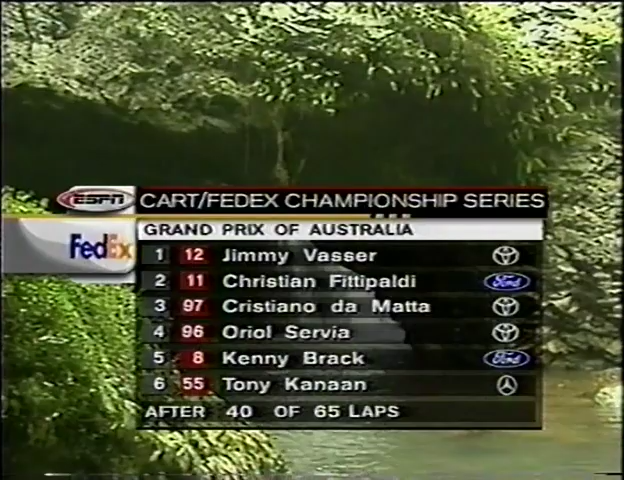 ESPN CART/FEDEX CHAMPIONSHIP SERIES
GRAND PRIX OF AUSTRALIA
FedEx
1 12 Jimmy Vasser
2 11 Christian Fittipaldi Ford
3 97 Cristiano da Matta
4 96 Oriol Servia
5 8 Kenny Brack Ford
6 55 Tony Kanaan
AFTER 40 OF 65 LAPS